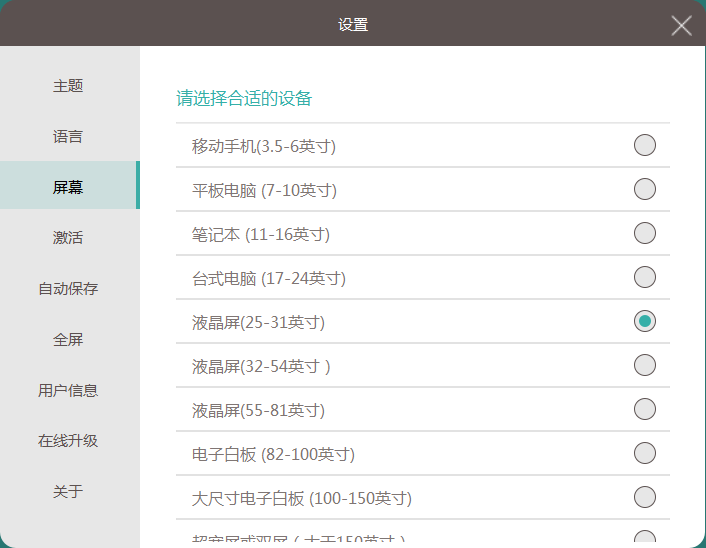 设置
主题
语言
屏幕
激活
自动保存
全屏
用户信息
在线升级
关于
请选择合适的设备
移动手机(3.5-6英寸)
平板电脑 (7-10英寸)
笔记本 (11-16英寸)
台式电脑 (17-24英寸)
液晶屏(25-31英寸)
液晶屏(32-54英寸 )
液晶屏(55-81英寸)
电子白板 (82-100英寸)
大尺寸电子白板 (100-150英寸)
超宽屏或双屏 ( 大于150英寸 )